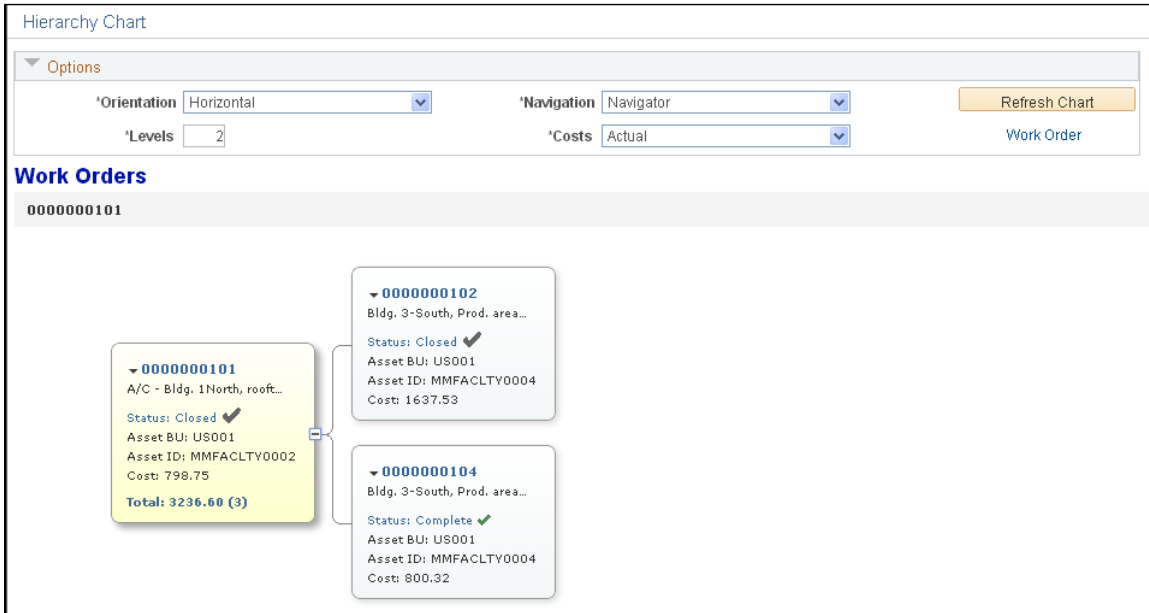 Hierarchy Chart
Options
*Orientation Horizontal *Navigation Navigator Refresh Chart
*Levels 2 *Costs Actual Work Order
Work Orders
0000000101
0000000102
Bldg. 3-South, Prod. area...
Status: Closed
Asset BU: US001
Asset ID: MMFACLTY0004
Cost: 1637.53
0000000101
A/C - Bldg. 1North, rooft...
Status: Closed
Asset BU: US001
Asset ID: MMFACLTY0002
Cost: 798.75
Total: 3236.60 (3)
0000000104
Bldg. 3-South, Prod. area...
Status: Complete
Asset BU: US001
Asset ID: MMFACLTY0004
Cost: 800.32